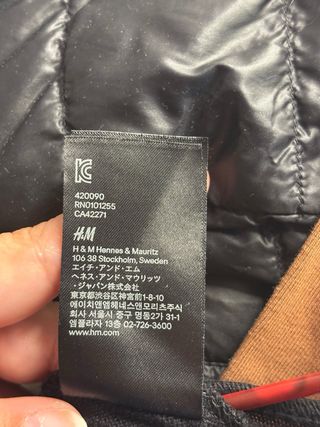 420090
RN0101255
CA42271
H&M
H & M Hennes & Mauritz
106 38 Stockholm, Sweden
エイチ・アンド・エム
ヘネス・アンド・マウリッツ
・ジャパン株式会社
東京都渋谷区神宮前1-8-10
에이치앤엠헤네스앤모리츠주식
회사 서울시 중구 명동2가 31-1
엠플라자 13층 02-726-3600
www.hm.com